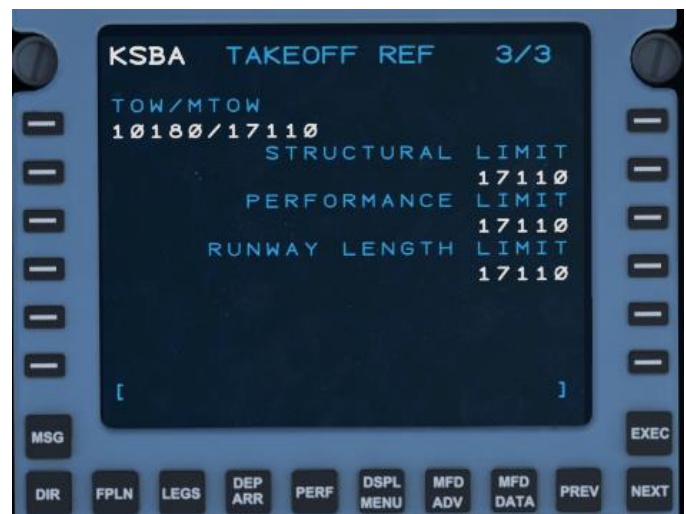 KSBA TAKEOFF REF 3/3
TOW/MTOW
10180/17110
STRUCTURAL LIMIT
17110
PERFORMANCE LIMIT
17110
RUNWAY LENGTH LIMIT
17110
[ ]
MSG EXEC
DIR FPLN LEGS DEP ARR PERF DSPL MENU MFD ADV MFD DATA PREV NEXT